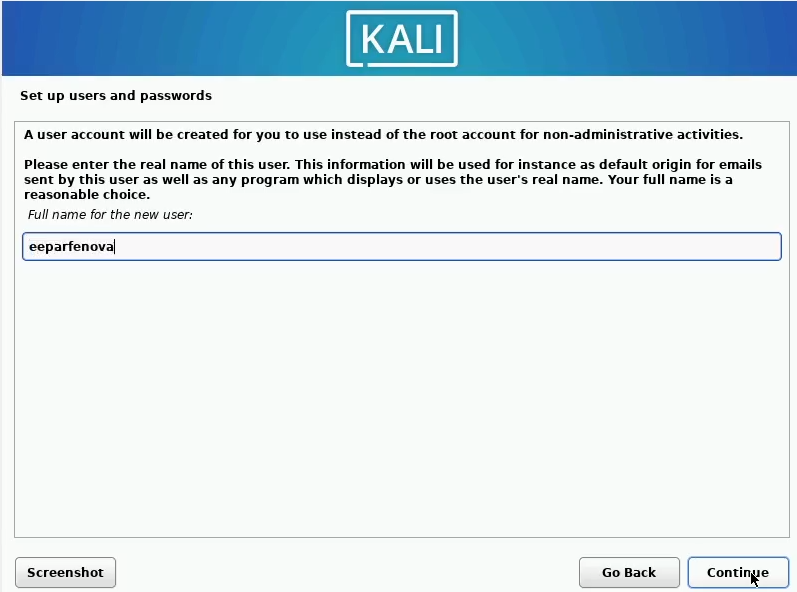 KALI
Set up users and passwords
A user account will be created for you to use instead of the root account for non-administrative activities.
Please enter the real name of this user. This information will be used for instance as default origin for emails
sent by this user as well as any program which displays or uses the user's real name. Your full name is a
reasonable choice.
Full name for the new user:
eeparfenova
Screenshot
Go Back
Continue